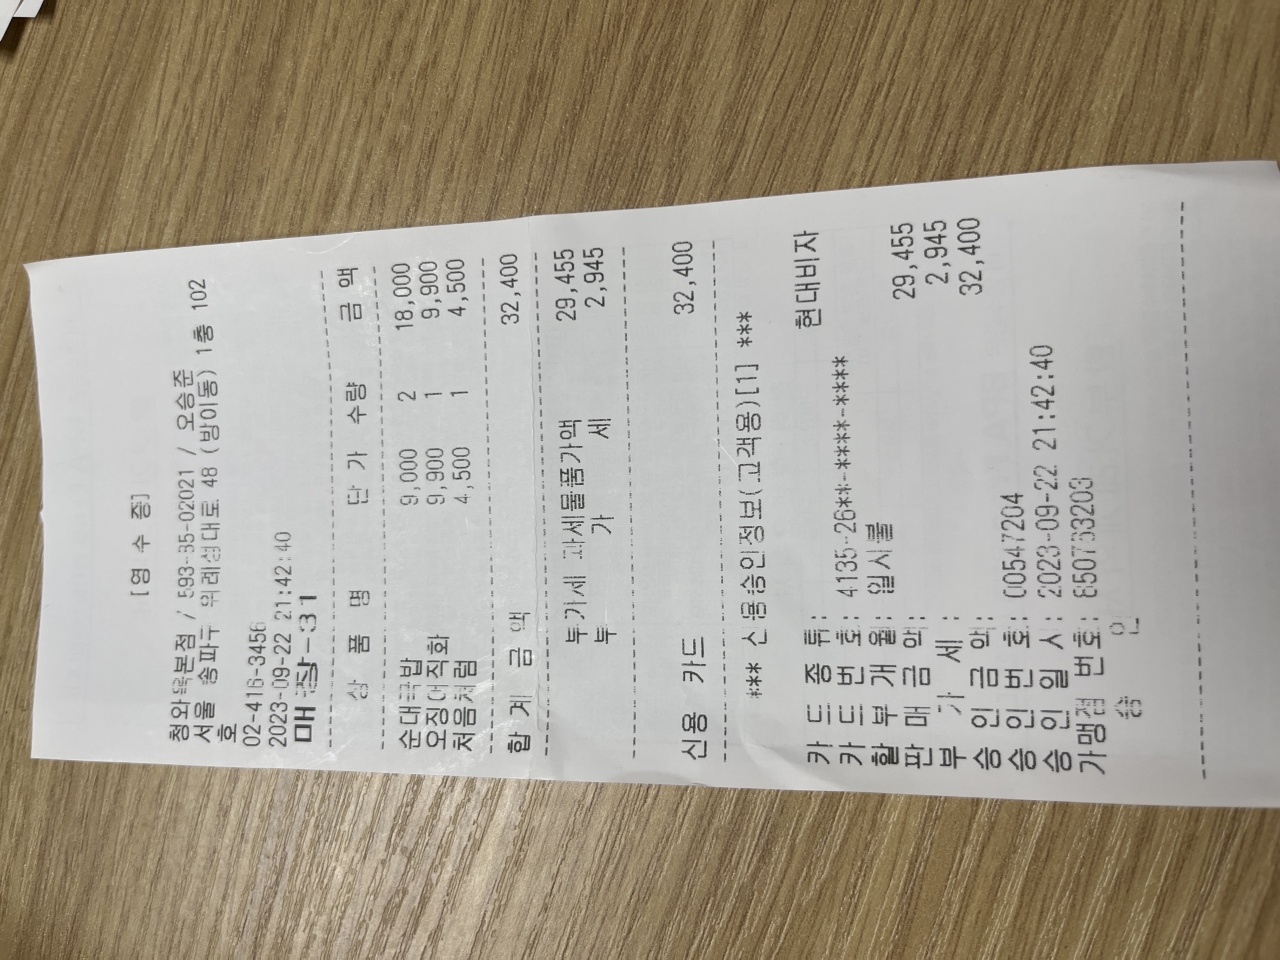 [영 수 증]
청와옥본점 / 593-35-02021 / 오승준
서울 송파구 위례성대로 48 (방이동) 1층 102
호
02-416-3456
2023-09-22 21:42:40
매장-31
상 품 명 단 가 수량 금 액
순대국밥 9,000 2 18,000
오징어직화 9,900 1 9,900
처음처럼 4,500 1 4,500
합 계 금 액 32,400
부가세 과세물품가액 29,455
부 가 세 2,945
신용 카드 32,400
*** 신용승인정보(고객용)[1] ***
카 드 종 류: 현대비자
카 드 번 호: 4135-26**-****-****
할 부 개 월: 일시불
판 매 금 액: 29,455
부 가 세 : 2,945
승 인 금 액: 32,400
승 인 번 호: 00547204
승 인 일 시: 2023-09-22 21:42:40
가맹점 번호: 850733203
승 인